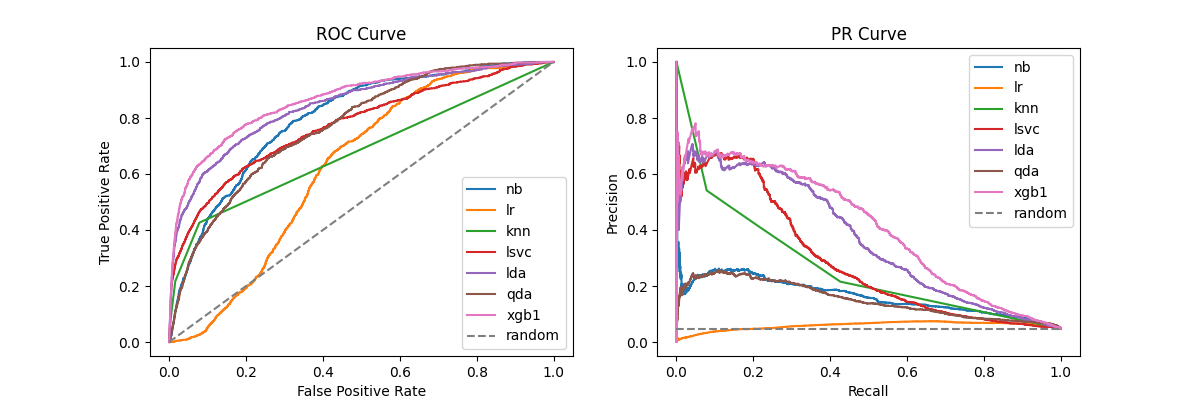 ROC Curve
True Positive Rate
1.0
0.8
0.6
0.4
0.2
0.0
0.0 0.2 0.4 0.6 0.8 1.0
False Positive Rate
nb
lr
knn
lsvc
lda
qda
xgb1
random
PR Curve
Precision
1.0
0.8
0.6
0.4
0.2
0.0
0.0 0.2 0.4 0.6 0.8 1.0
Recall
nb
lr
knn
lsvc
lda
qda
xgb1
random